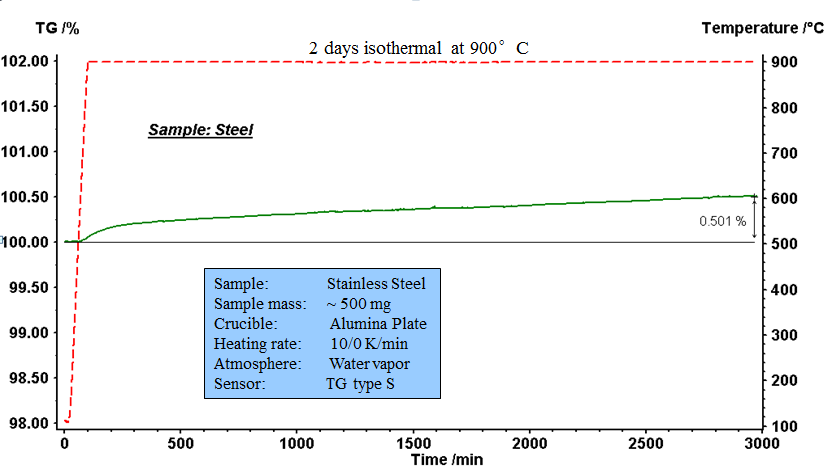 TG /%
Temperature /°C
2 days isothermal at 900° C
102.00
101.50
101.00
100.50
100.00
99.50
99.00
98.50
98.00
900
800
700
600
500
400
300
200
100
Sample: Steel
0.501 %
Sample: Stainless Steel
Sample mass: ~ 500 mg
Crucible: Alumina Plate
Heating rate: 10/0 K/min
Atmosphere: Water vapor
Sensor: TG type S
0 500 1000 1500 2000 2500 3000
Time /min